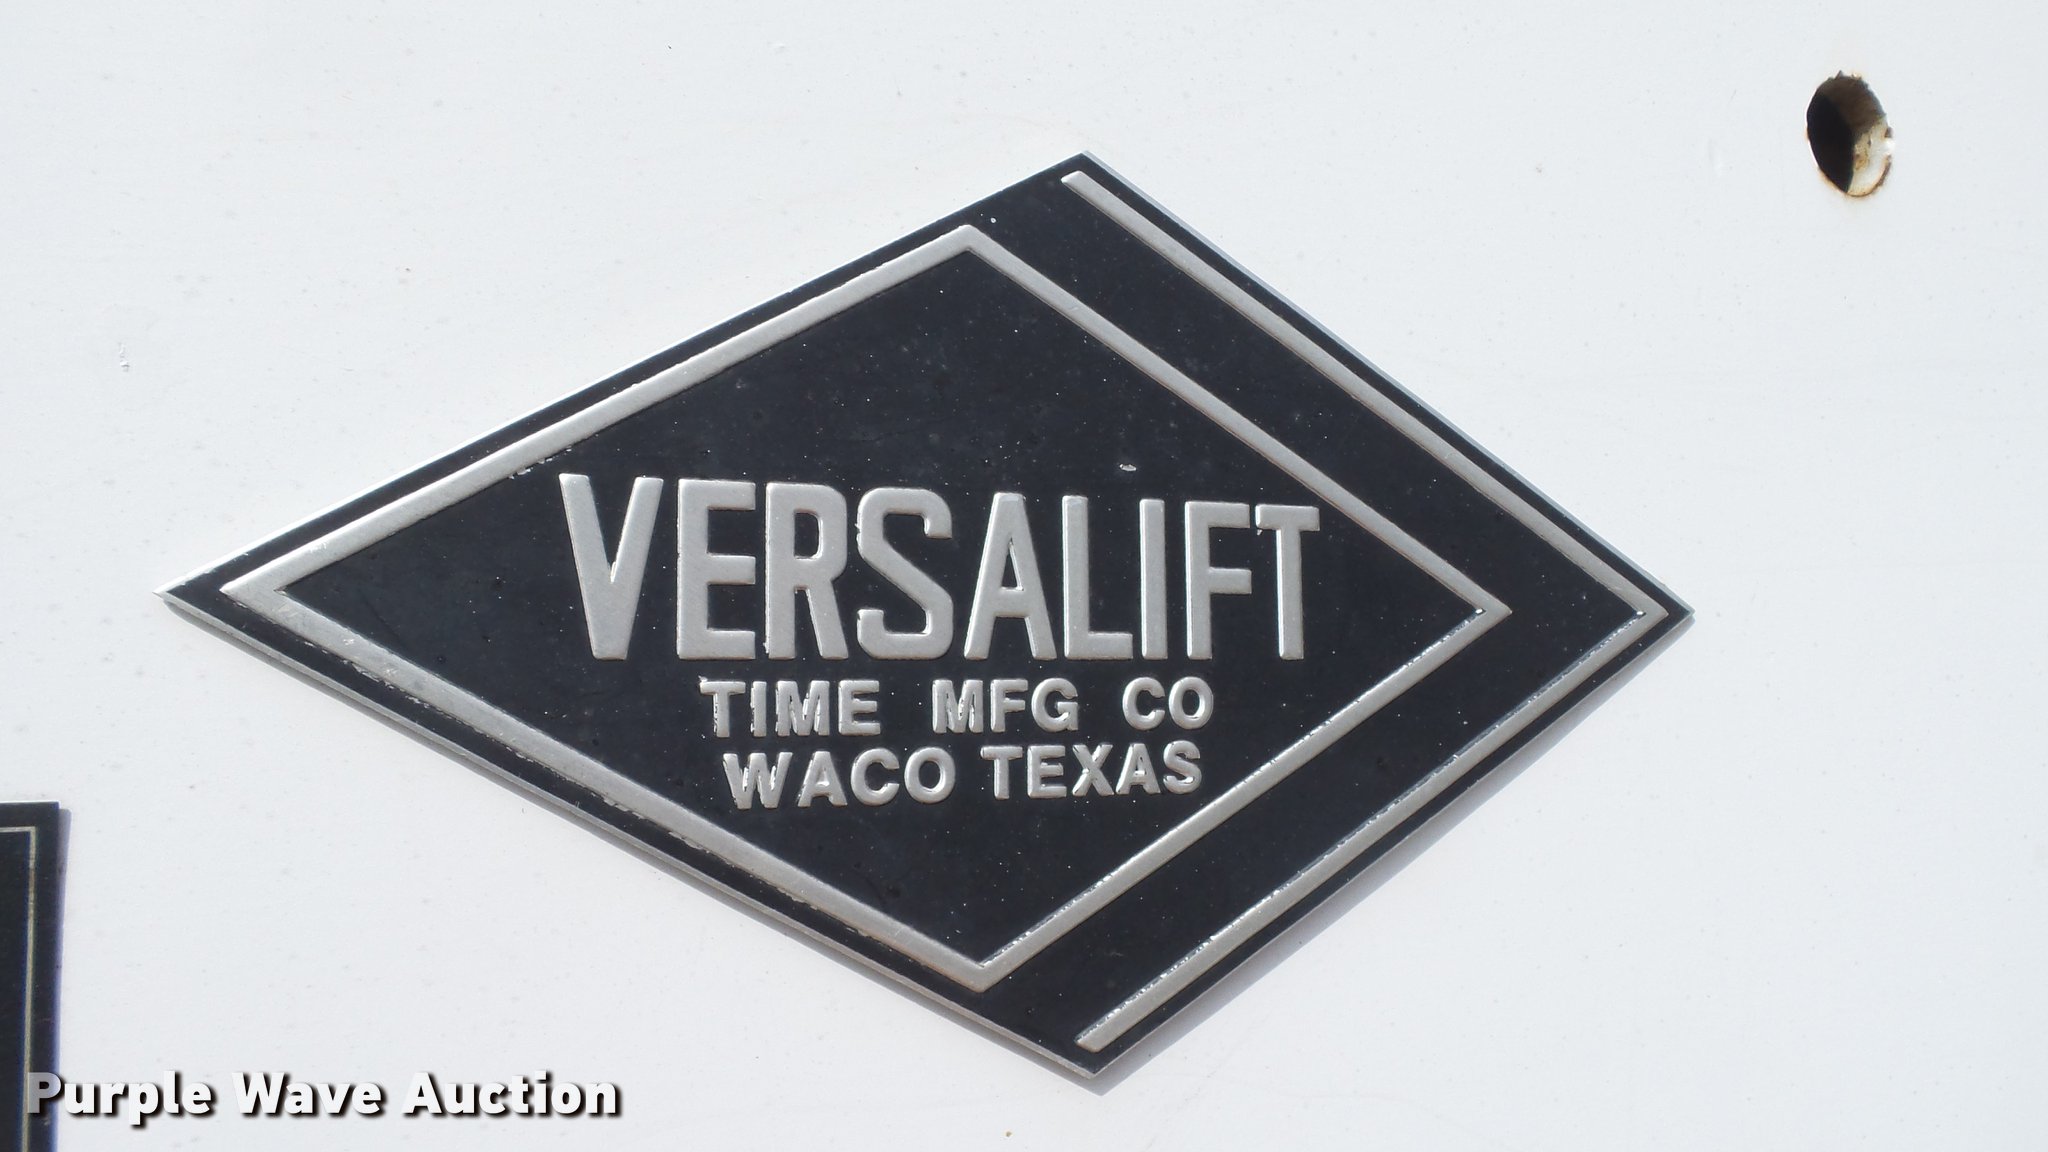 VERSALIFT
TIME MFG CO
WACO TEXAS
Purple Wave Auction